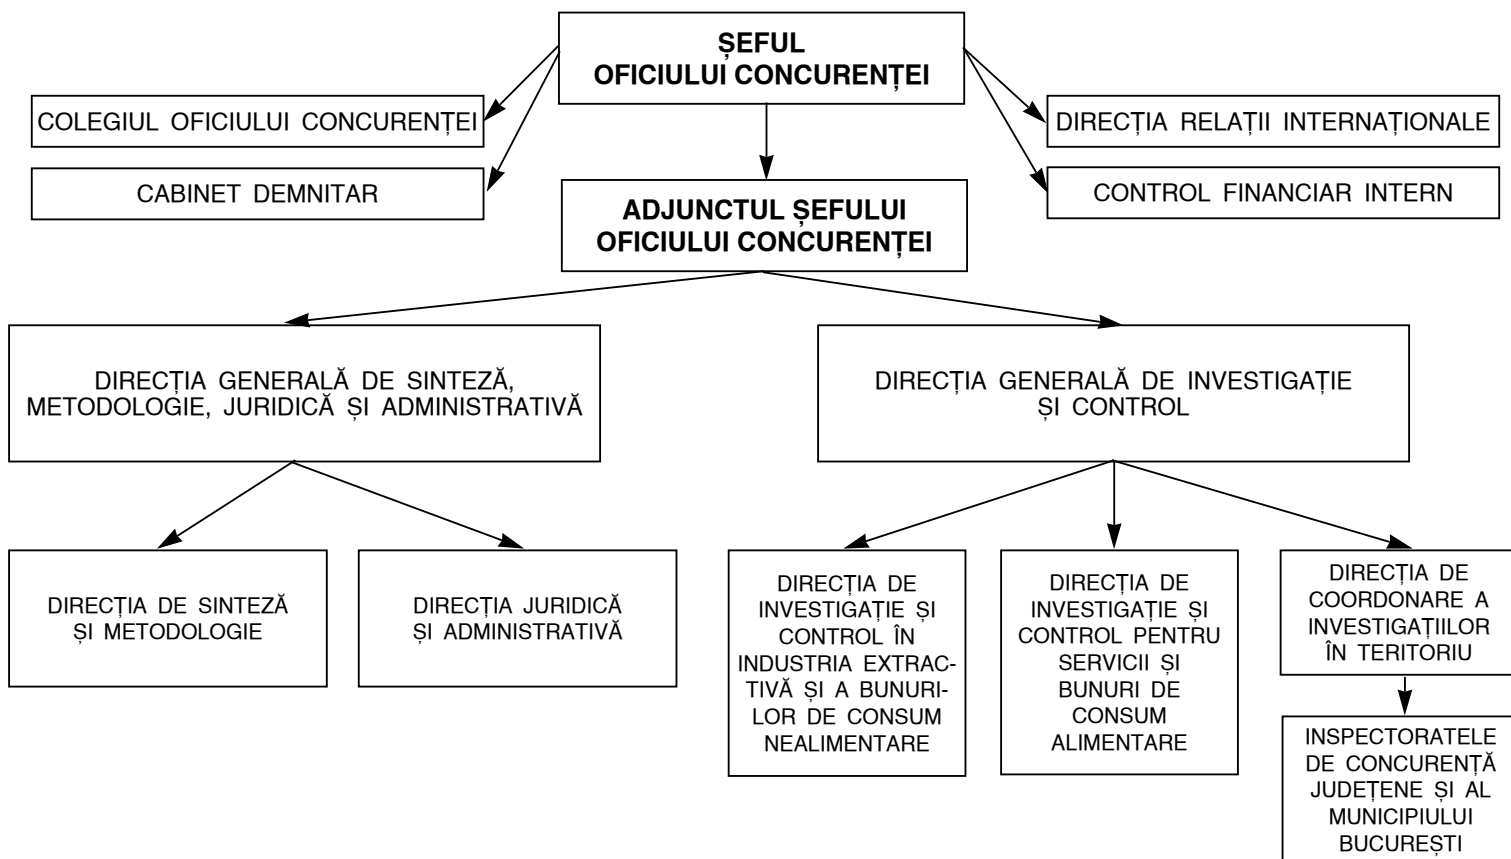 ȘEFUL
OFICIULUI CONCURENȚEI
COLEGIUL OFICIULUI CONCURENȚEI
DIRECȚIA RELAȚII INTERNAȚIONALE
CABINET DEMNITAR
CONTROL FINANCIAR INTERN
ADJUNCTUL ȘEFULUI
OFICIULUI CONCURENȚEI
DIRECȚIA GENERALĂ DE SINTEZĂ,
METODOLOGIE, JURIDICĂ ȘI ADMINISTRATIVĂ
DIRECȚIA GENERALĂ DE INVESTIGAȚIE
ȘI CONTROL
DIRECȚIA DE SINTEZĂ
ȘI METODOLOGIE
DIRECȚIA JURIDICĂ
ȘI ADMINISTRATIVĂ
DIRECȚIA DE
INVESTIGAȚIE ȘI
CONTROL ÎN
INDUSTRIA EXTRAC-
TIVĂ ȘI A BUNURI-
LOR DE CONSUM
NEALIMENTARE
DIRECȚIA DE
INVESTIGAȚIE ȘI
CONTROL PENTRU
SERVICII ȘI
BUNURI DE
CONSUM
ALIMENTARE
DIRECȚIA DE
COORDONARE A
INVESTIGAȚIILOR
ÎN TERITORIU
INSPECTORATELE
DE CONCURENȚĂ
JUDEȚENE ȘI AL
MUNICIPIULUI
BUCUREȘTI